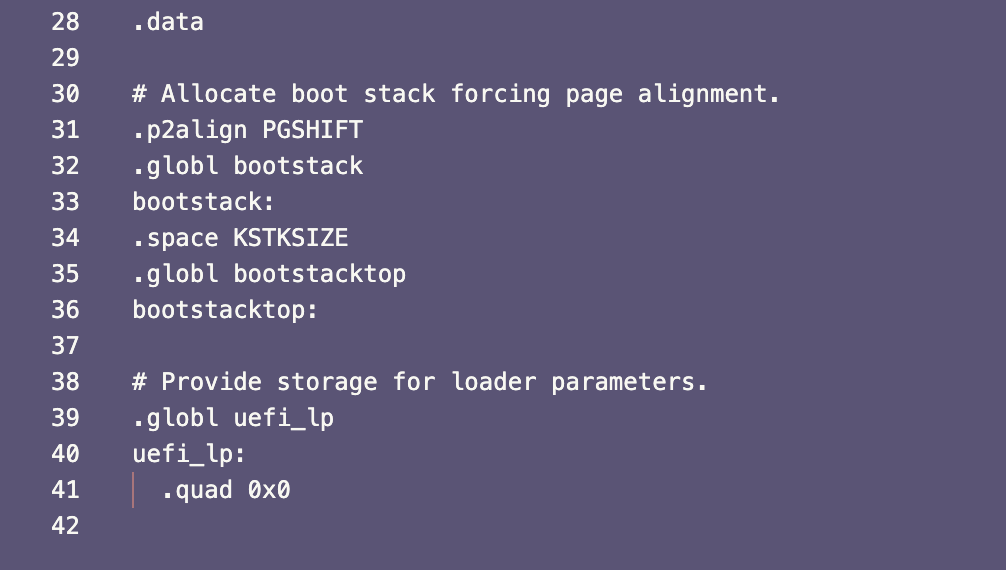 28 .data
29
30 # Allocate boot stack forcing page alignment.
31 .p2align PGSHIFT
32 .globl bootstack
33 bootstack:
34 .space KSTKSIZE
35 .globl bootstacktop
36 bootstacktop:
37
38 # Provide storage for loader parameters.
39 .globl uefi_lp
40 uefi_lp:
41   .quad 0x0
42